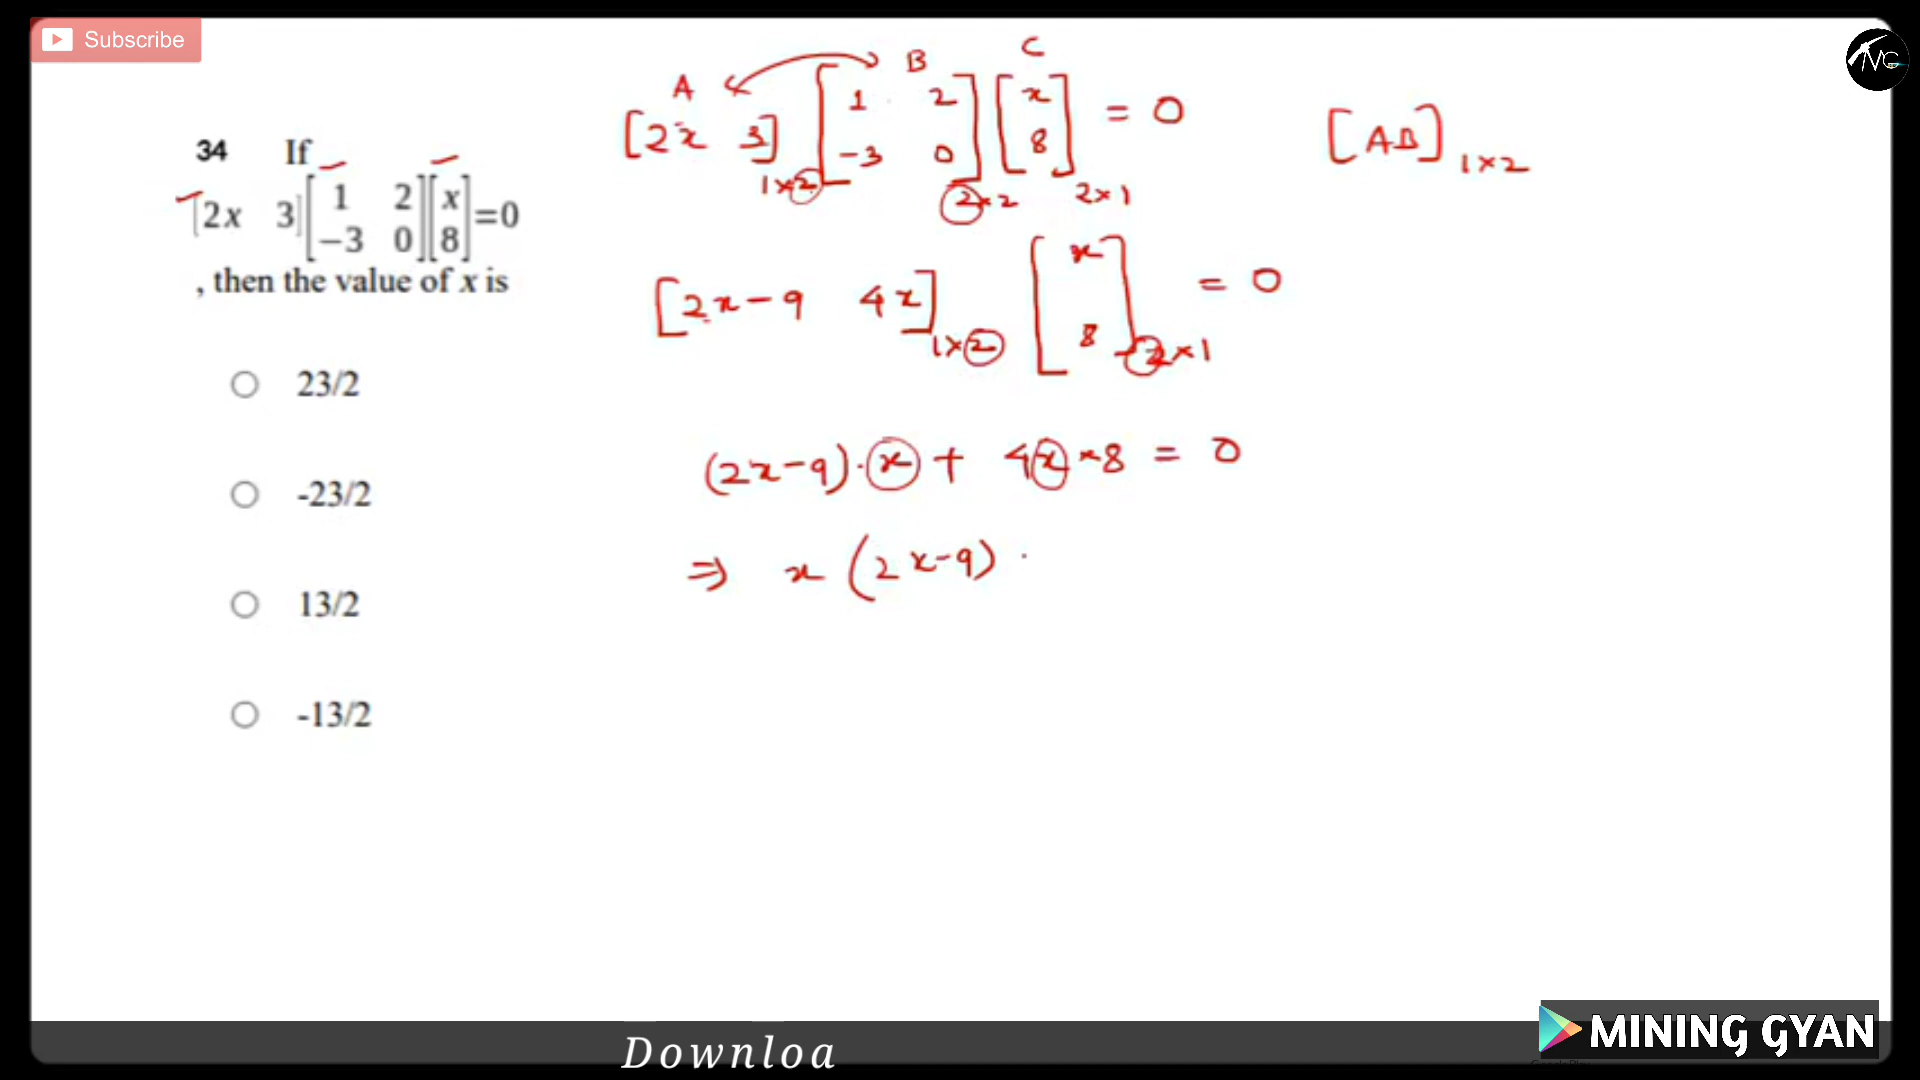 Subscribe
NG
34 If
[2x 3] [1 2 -3 0] [x 8] =0
, then the value of x is
23/2
-23/2
13/2
-13/2
A B C
[2x 3] 1×2 [1 2 -3 0] 2×2 [x 8] 2×1 = 0
[AB] 1×2
[2x-9 4x] 1×2 [x 8] 2×1 = 0
(2x-9)·x + 4x×8 = 0
⇒ x (2x-9)
Downloa
MINING GYAN